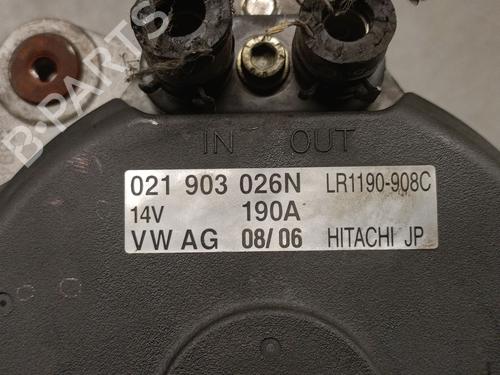 B-PARTS
IN OUT
021 903 026N LR1190-908C
14V 190A
VW AG 08/06 HITACHI JP